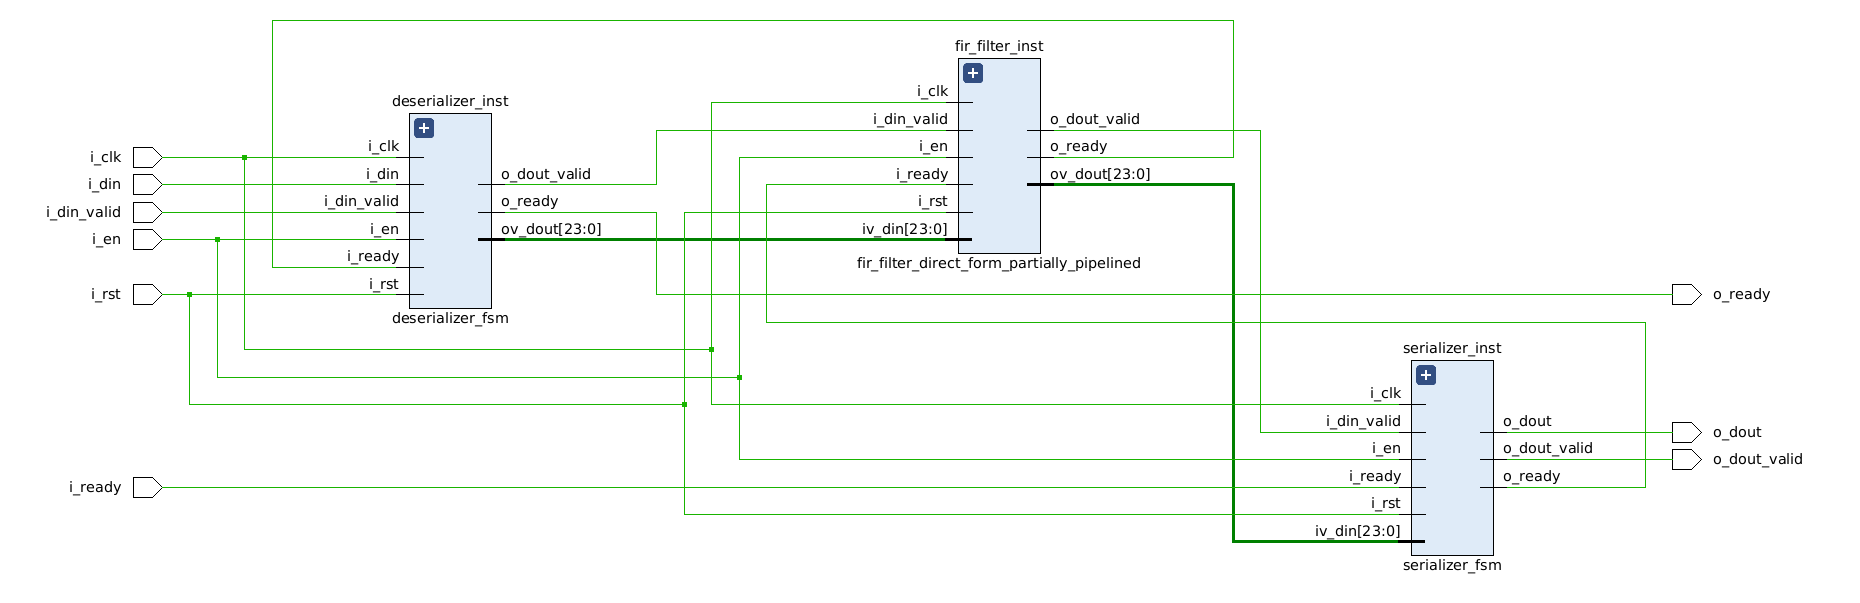 fir_filter_inst
i_clk
i_din_valid
i_en
i_ready
i_rst
iv_din[23:0]
o_dout_valid
o_ready
ov_dout[23:0]
fir_filter_direct_form_partially_pipelined
deserializer_inst
i_clk
i_din
i_din_valid
i_en
i_ready
i_rst
o_dout_valid
o_ready
ov_dout[23:0]
deserializer_fsm
i_clk
i_din
i_din_valid
i_en
i_rst
i_ready
o_ready
serializer_inst
i_clk
i_din_valid
i_en
i_ready
i_rst
iv_din[23:0]
o_dout
o_dout_valid
o_ready
serializer_fsm
o_dout
o_dout_valid